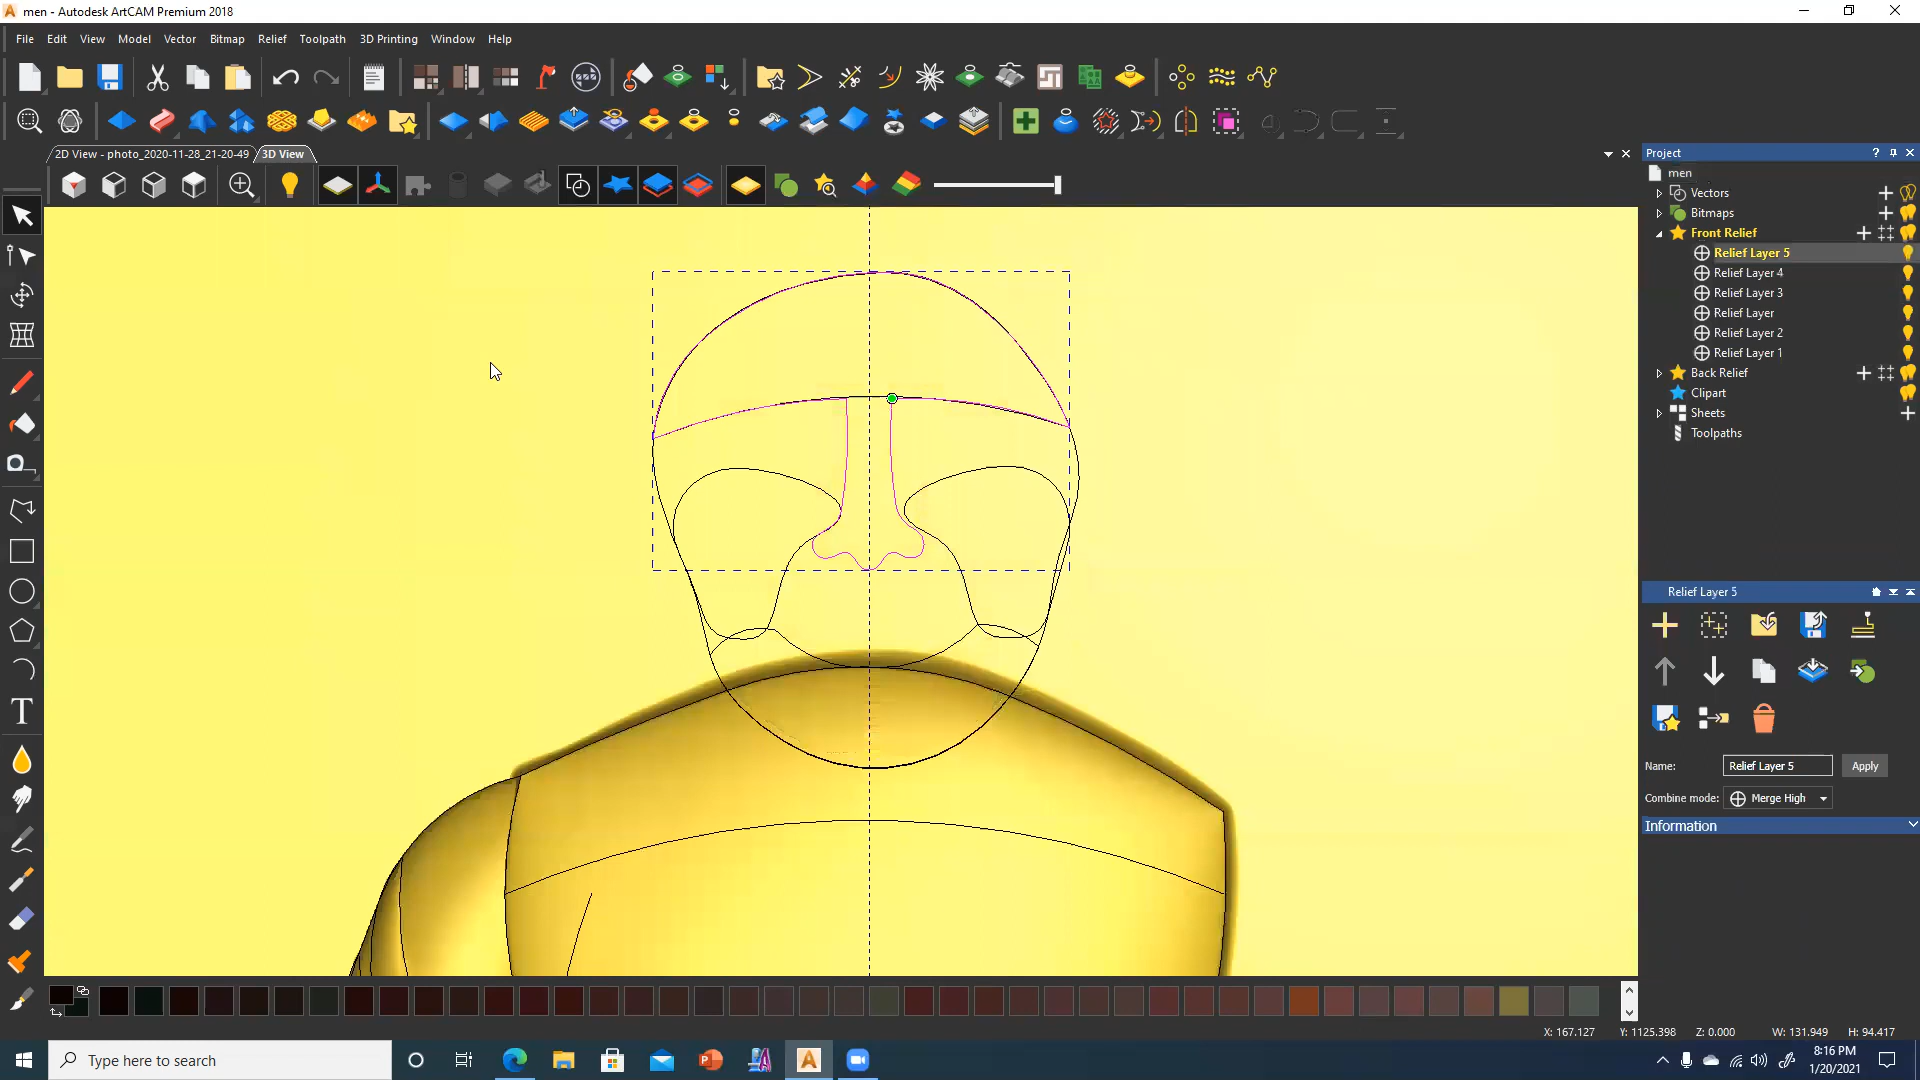 men - Autodesk ArtCAM Premium 2018
File Edit View Model Vector Bitmap Relief Toolpath 3D Printing Window Help
2D View - photo_2020-11-28_21-20-49 3D View
Project
men
Vectors
Bitmaps
Front Relief
Relief Layer 5
Relief Layer 4
Relief Layer 3
Relief Layer
Relief Layer 2
Relief Layer 1
Back Relief
Clipart
Sheets
Toolpaths
Relief Layer 5
Name: Relief Layer 5 Apply
Combine mode: Merge High
Information
X: 167.127 Y: 1125.398 Z: 0.000 W: 131.949 H: 94.417
Type here to search
8:16 PM
1/20/2021